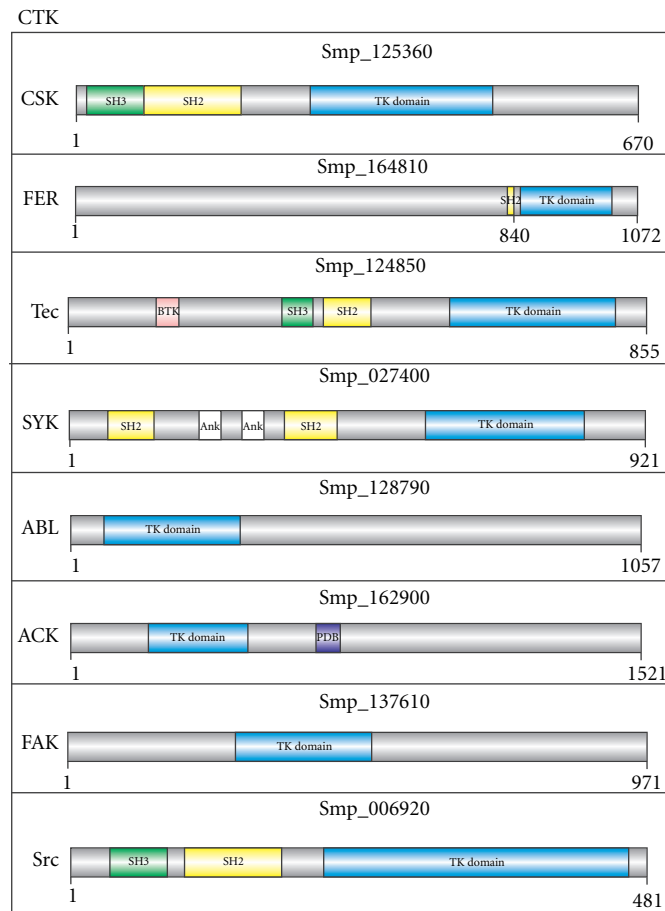 CTK
Smp_125360
CSK SH3 SH2 TK domain
1 670
Smp_164810
FER SH2 TK domain
1 840 1072
Smp_124850
Tec BTK SH3 SH2 TK domain
1 855
Smp_027400
SYK SH2 Ank Ank SH2 TK domain
1 921
Smp_128790
ABL TK domain
1 1057
Smp_162900
ACK TK domain PDB
1 1521
Smp_137610
FAK TK domain
1 971
Smp_006920
Src SH3 SH2 TK domain
1 481